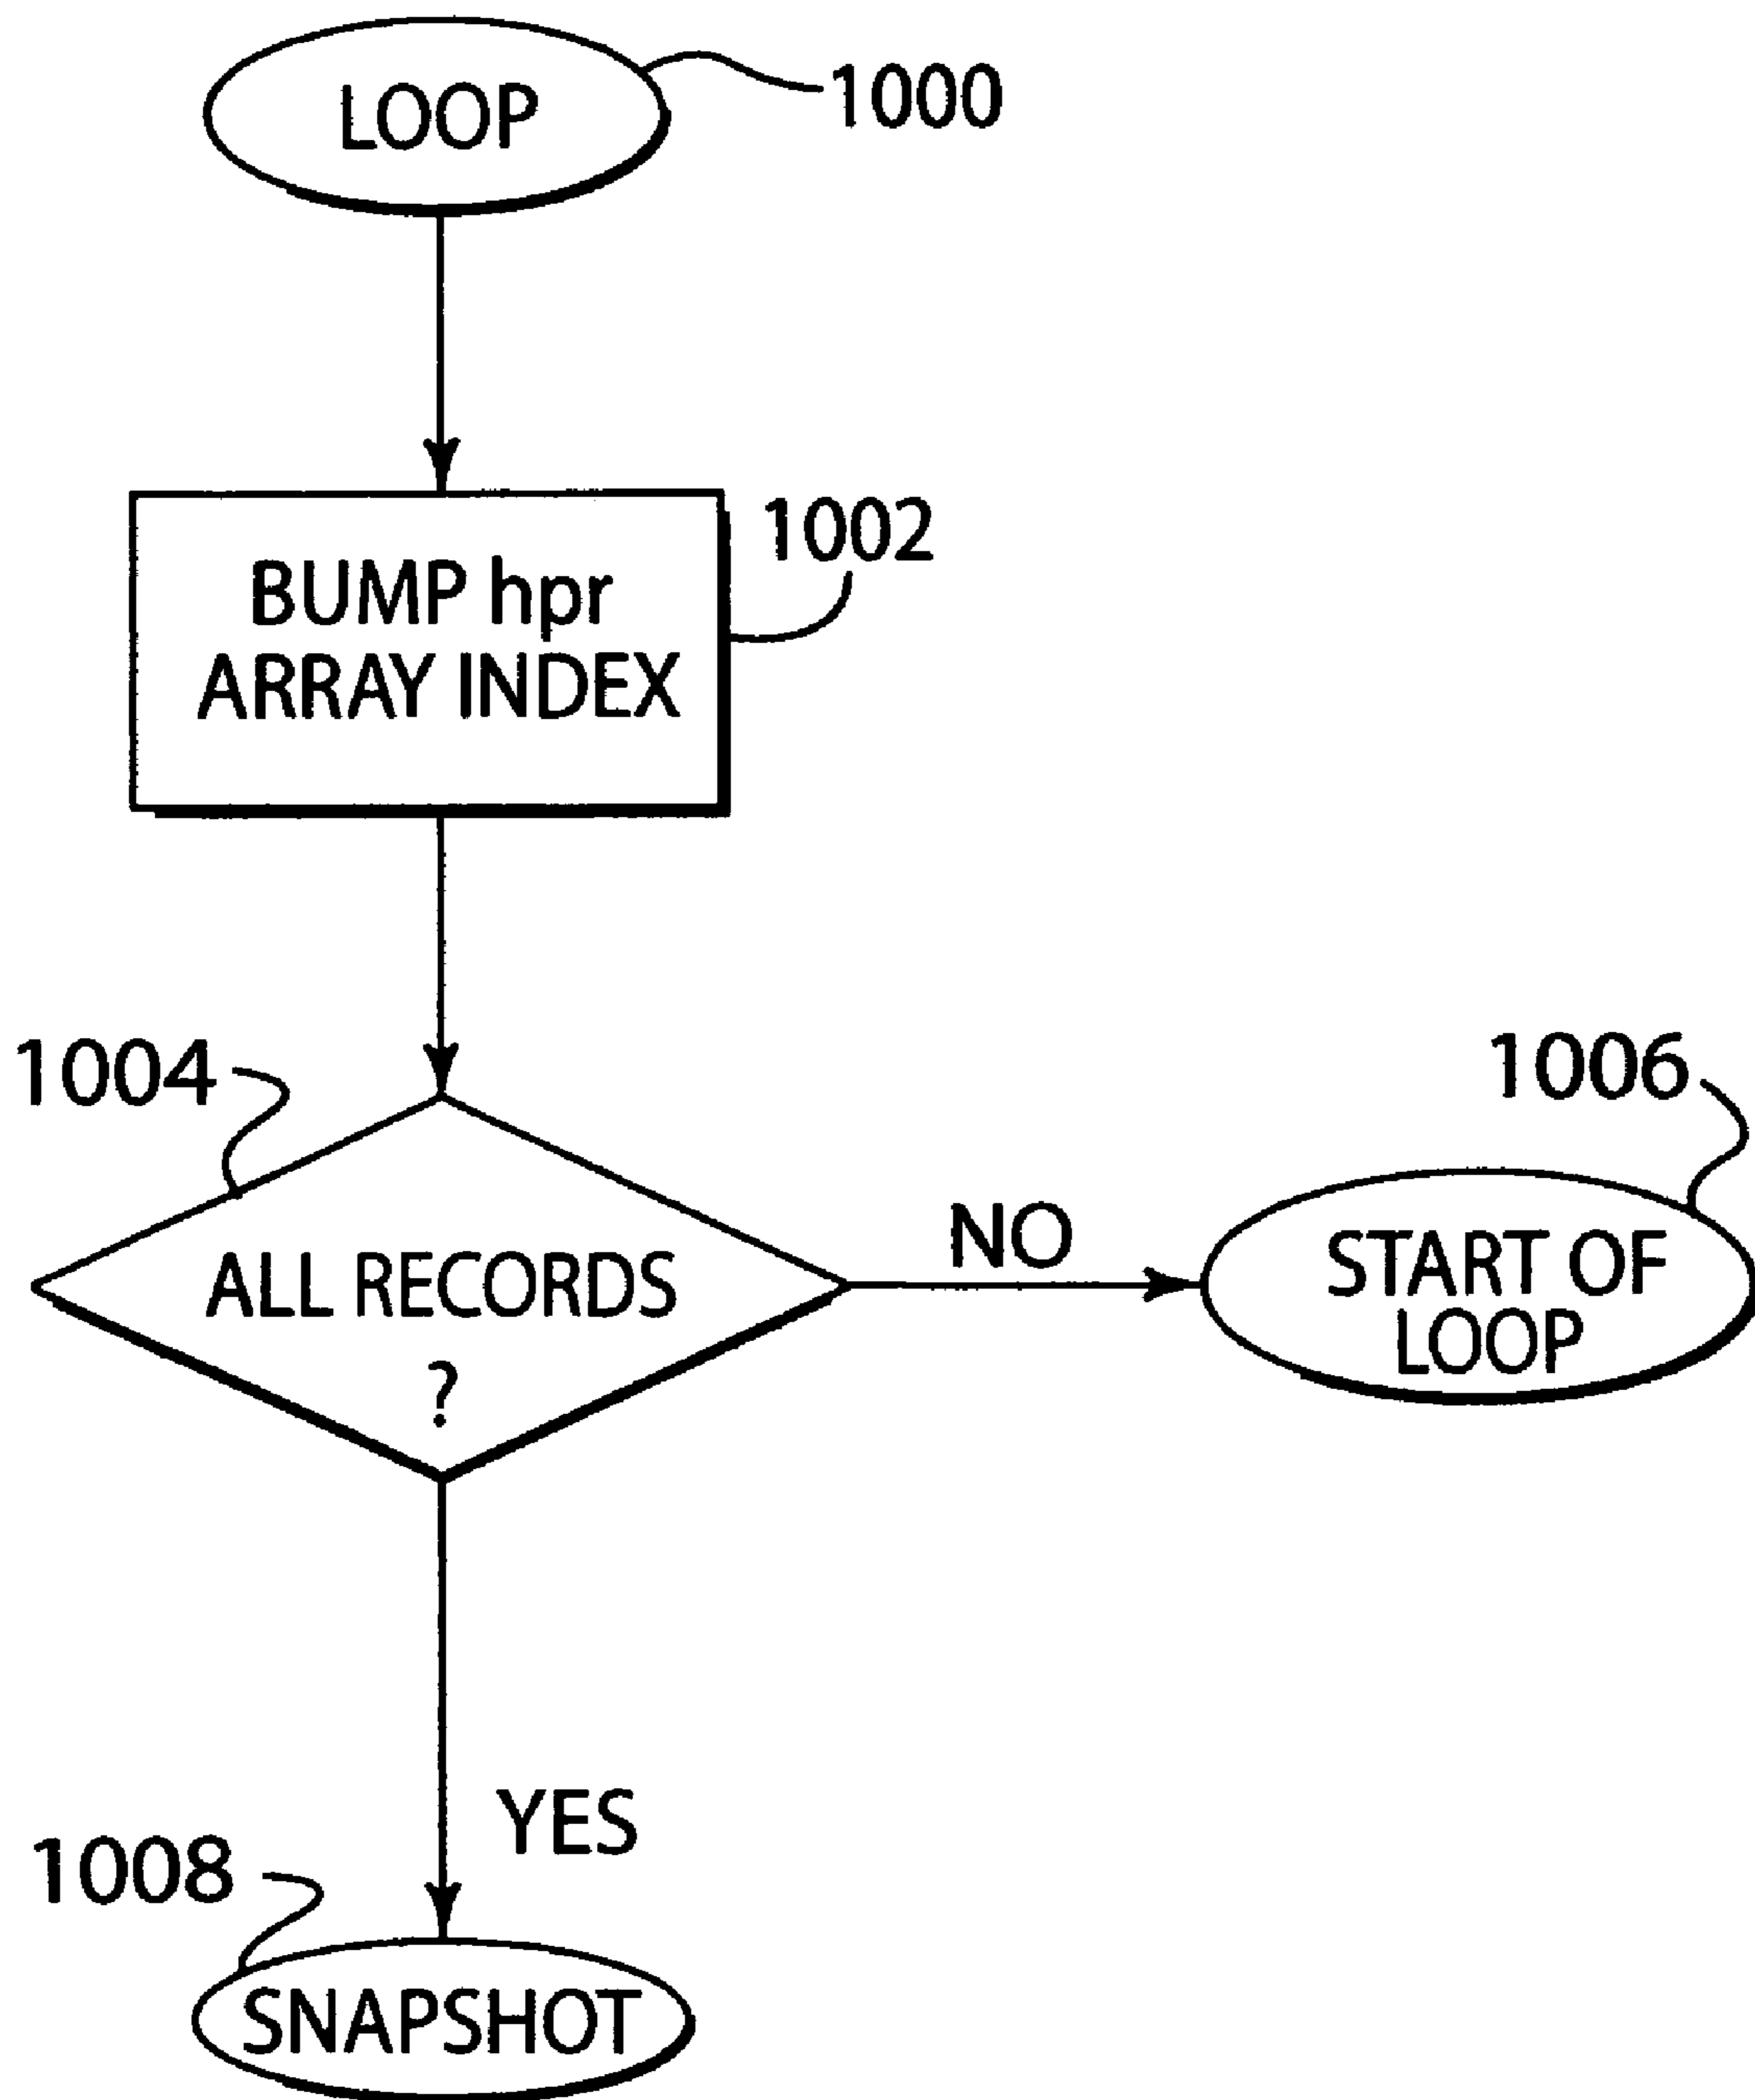 LOOP
1000
1002
BUMP hpr
ARRAY INDEX
1004
1006
ALL RECORDS
?
NO
START OF
LOOP
YES
1008
SNAPSHOT